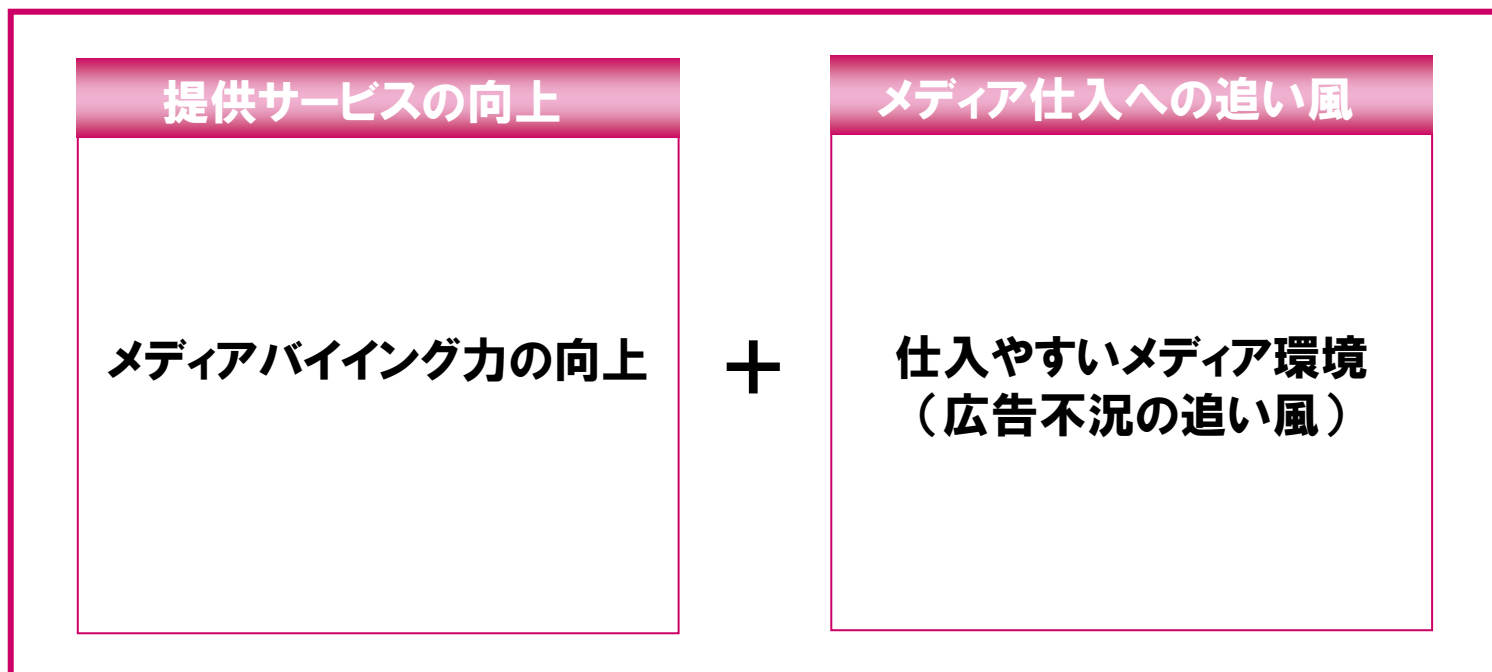 提供サービスの向上
メディア仕入への追い風
メディアバイイング力の向上
+
仕入やすいメディア環境
（広告不況の追い風）